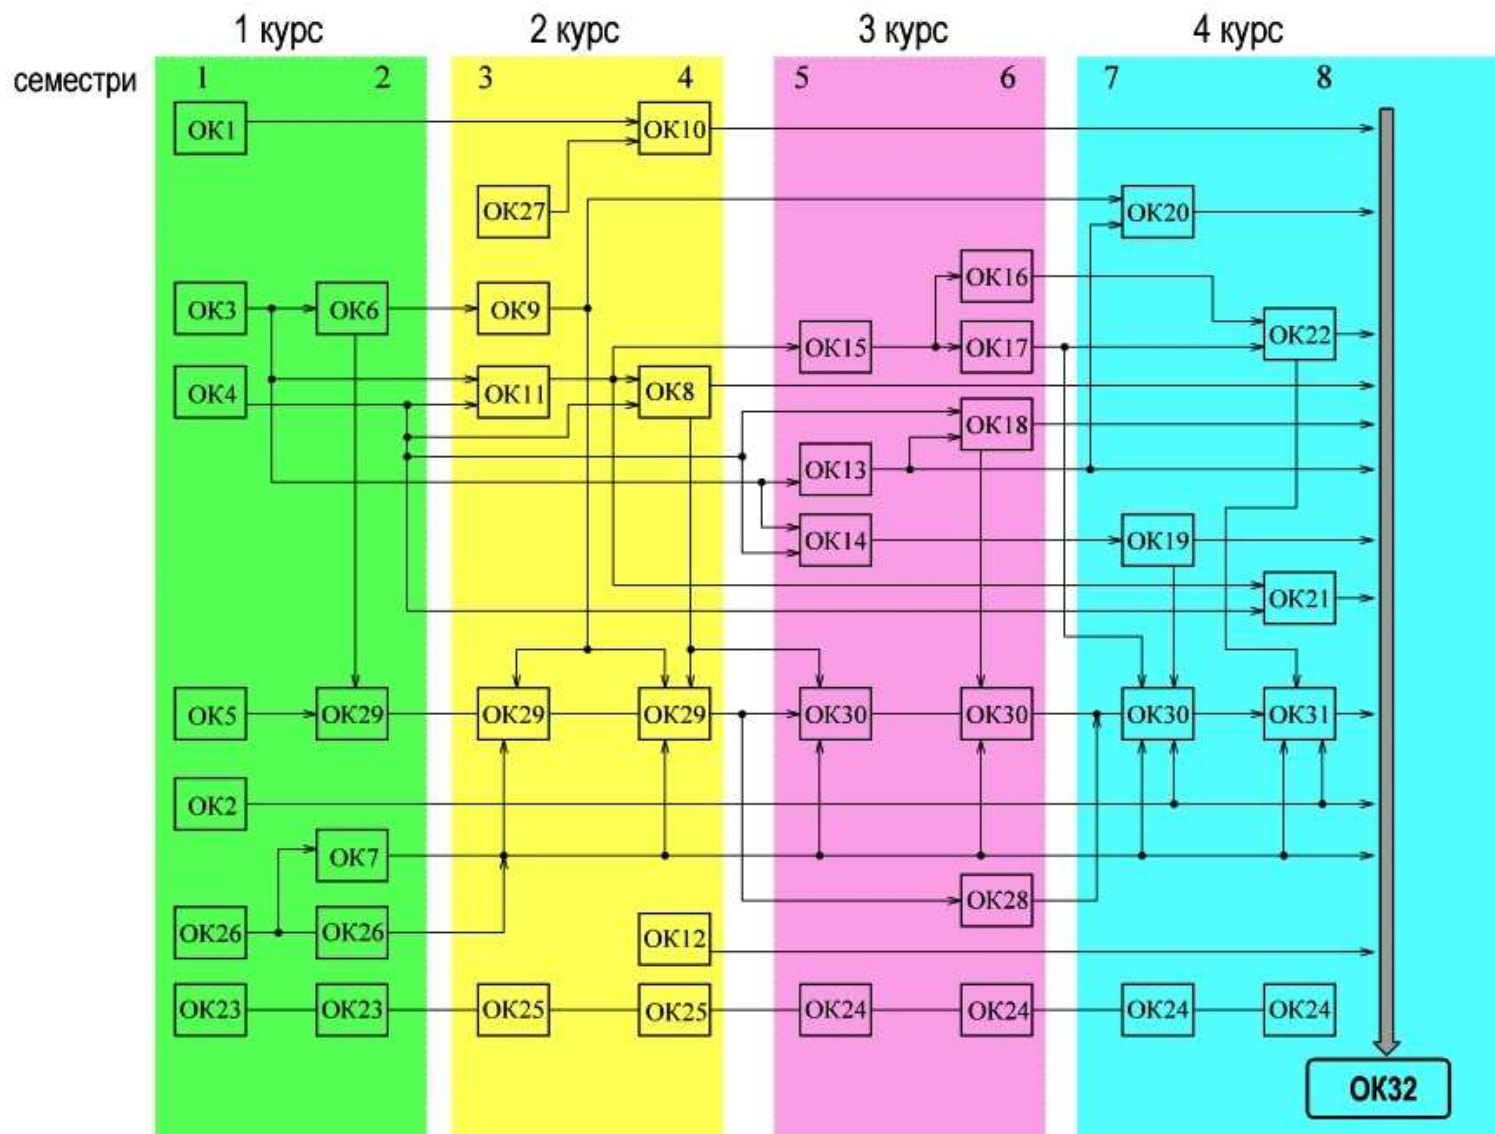 1 курс 2 курс 3 курс 4 курс
семестри 1 2 3 4 5 6 7 8
ОК1 ОК10
ОК27 ОК20
ОК16
ОК3 ОК6 ОК9
ОК22
ОК15 ОК17
ОК4 ОК11 ОК8
ОК18
ОК13
ОК14 ОК19
ОК21
ОК5 ОК29 ОК29 ОК29 ОК30 ОК30 ОК30 ОК31
ОК2
ОК7
ОК28
ОК26 ОК26 ОК12
ОК23 ОК23 ОК25 ОК25 ОК24 ОК24 ОК24 ОК24
ОК32